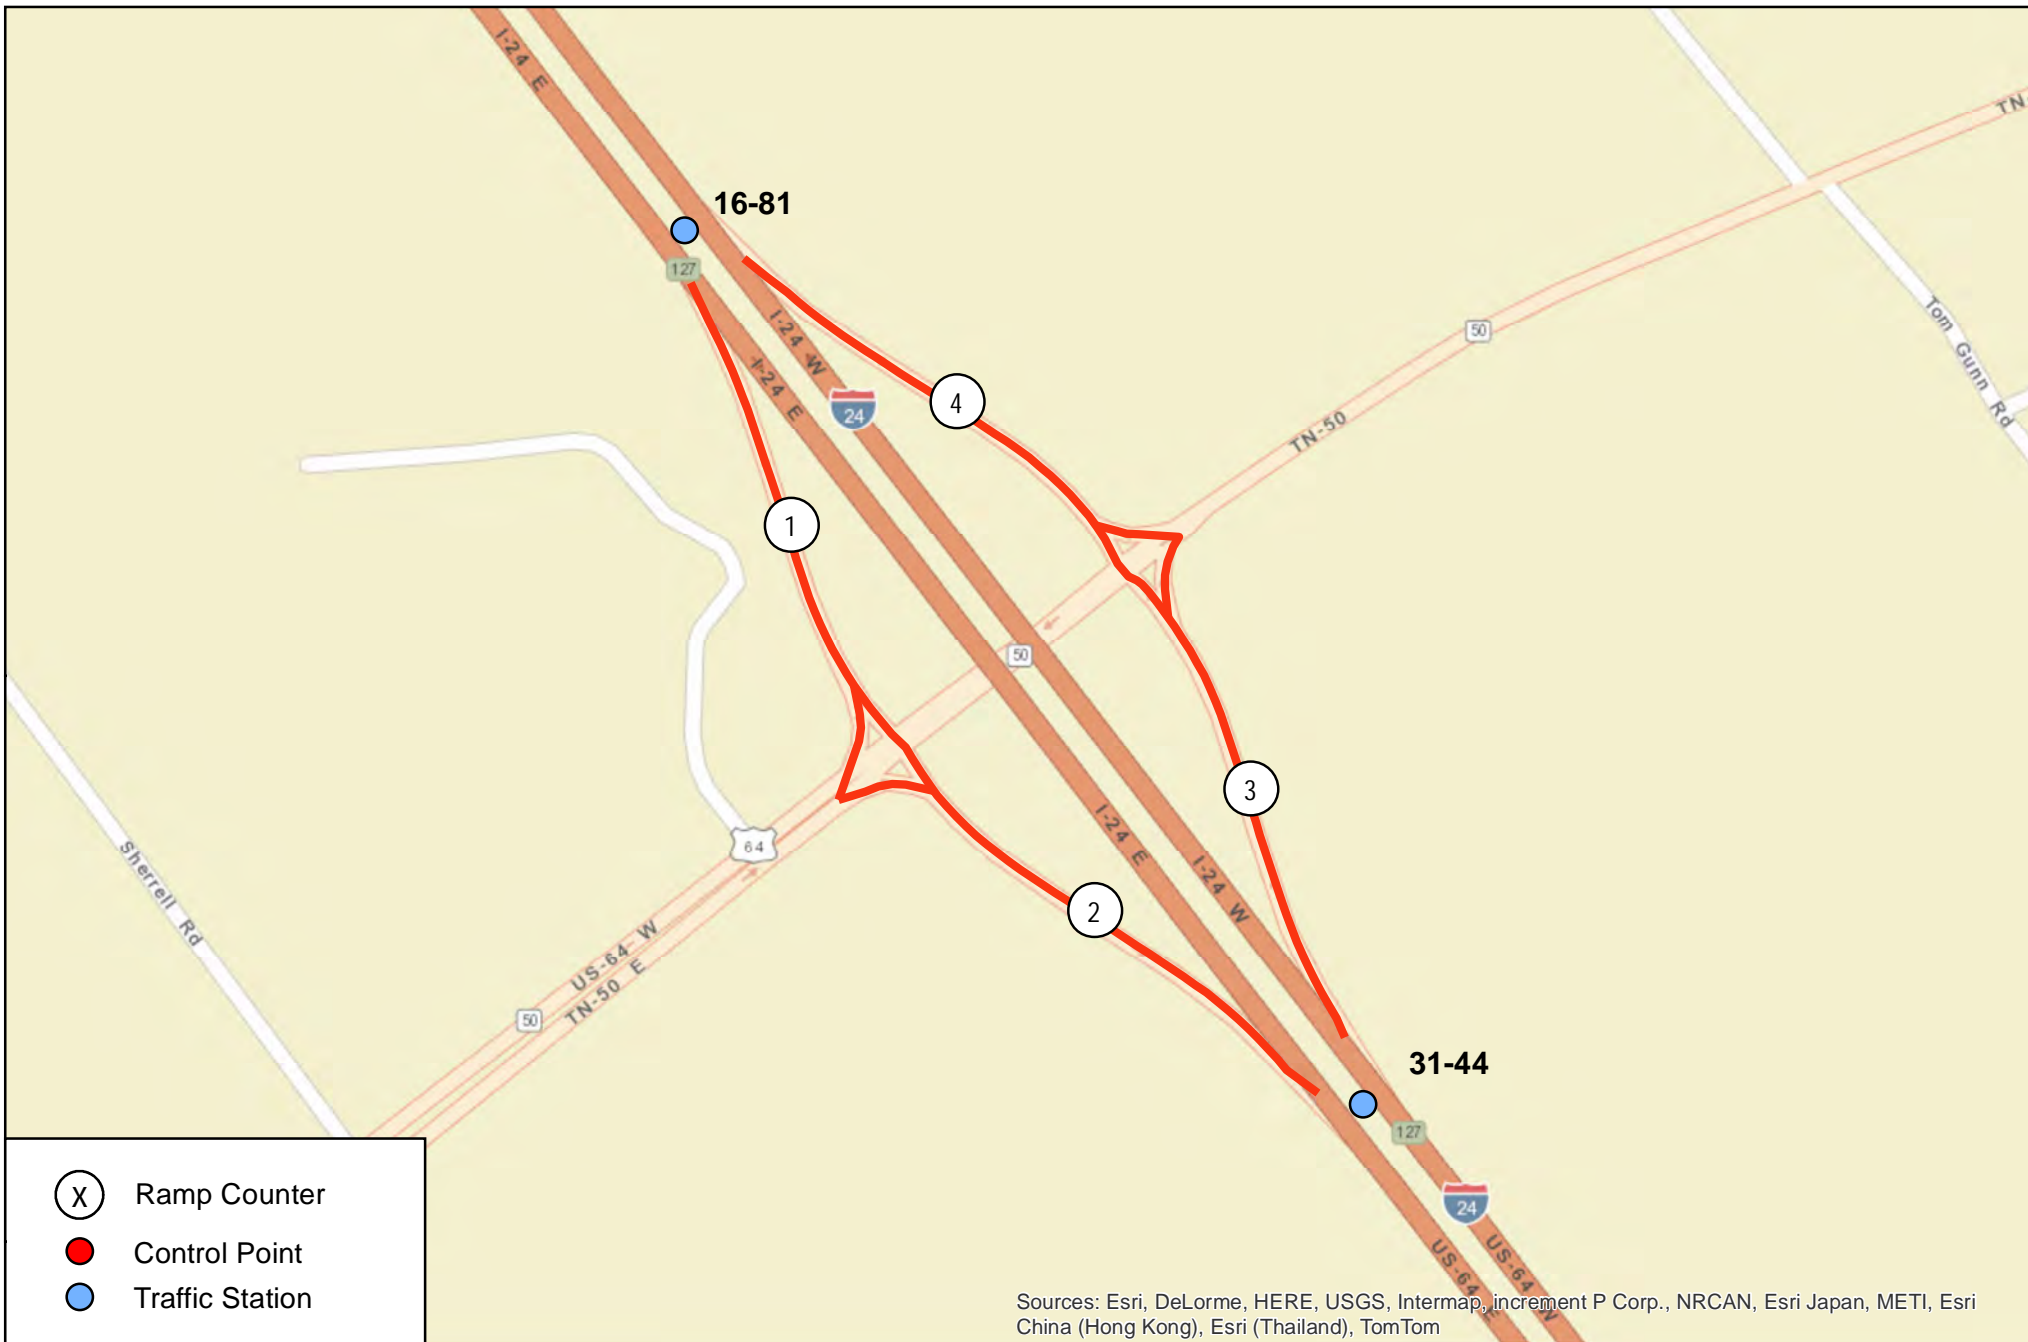 I-24 E
TN-
16-81
127
I-24 W
I-24 E
24
4
50
Tom Gunn Rd
TN-50
1
50
3
I-24 E
64
Sherrell Rd
I-24 W
2
US-64 W
TN-50 E
50
31-44
127
24
US-64 E
US-64 W
X Ramp Counter
Control Point
Traffic Station
Sources: Esri, DeLorme, HERE, USGS, Intermap, increment P Corp., NRCAN, Esri Japan, METI, Esri
China (Hong Kong), Esri (Thailand), TomTom